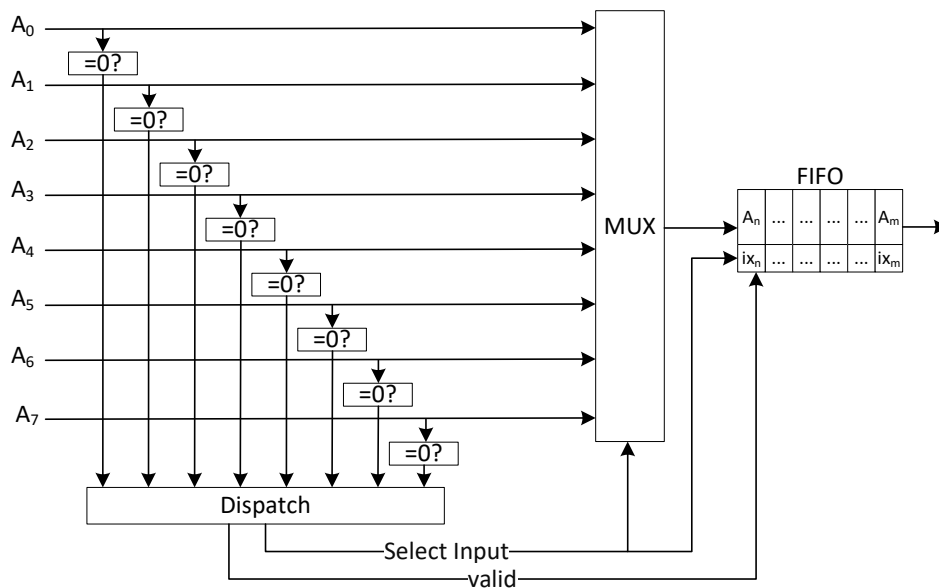 A₀
=0?
A₁
=0?
A₂
=0?
A₃
=0?
A₄
=0?
A₅
=0?
A₆
=0?
A₇
=0?
Dispatch
MUX
FIFO
Aₙ ... ... ... ... Aₘ
ixₙ ... ... ... ... ixₘ
Select Input
valid